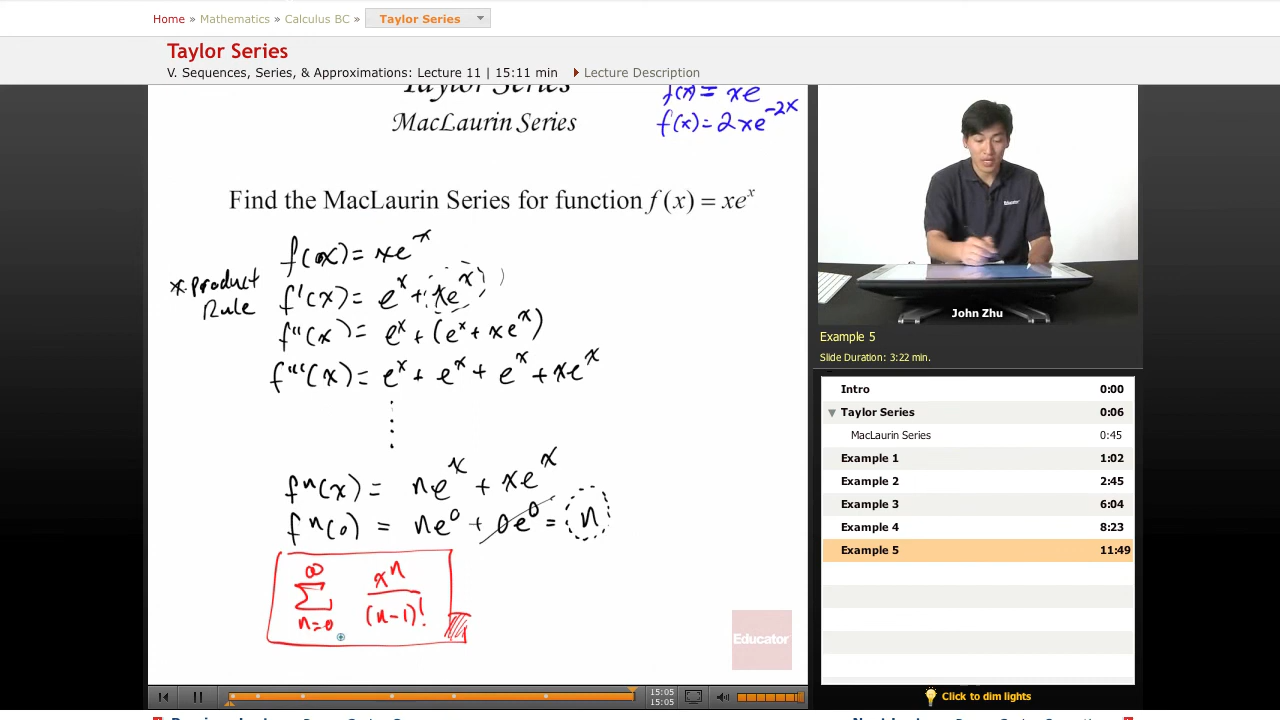 Home » Mathematics » Calculus BC » Taylor Series
Taylor Series
V. Sequences, Series, & Approximations: Lecture 11 | 15:11 min Lecture Description
Taylor Series
MacLaurin Series
f(x) = xe
f(x) = 2xe^-2x
Find the MacLaurin Series for function f(x) = xe^x
f(x) = xe^x
* Product Rule
f'(x) = e^x + xe^x
f''(x) = e^x + (e^x + xe^x)
f'''(x) = e^x + e^x + e^x + xe^x
f^n(x) = ne^x + xe^x
f^n(0) = ne^0 + 0e^0 = n
∞ Σ n=0 x^n / (n-1)!
Educator
15:05
15:05
Educator
John Zhu
Example 5
Slide Duration: 3:22 min.
Intro 0:00
Taylor Series 0:06
MacLaurin Series 0:45
Example 1 1:02
Example 2 2:45
Example 3 6:04
Example 4 8:23
Example 5 11:49
Click to dim lights